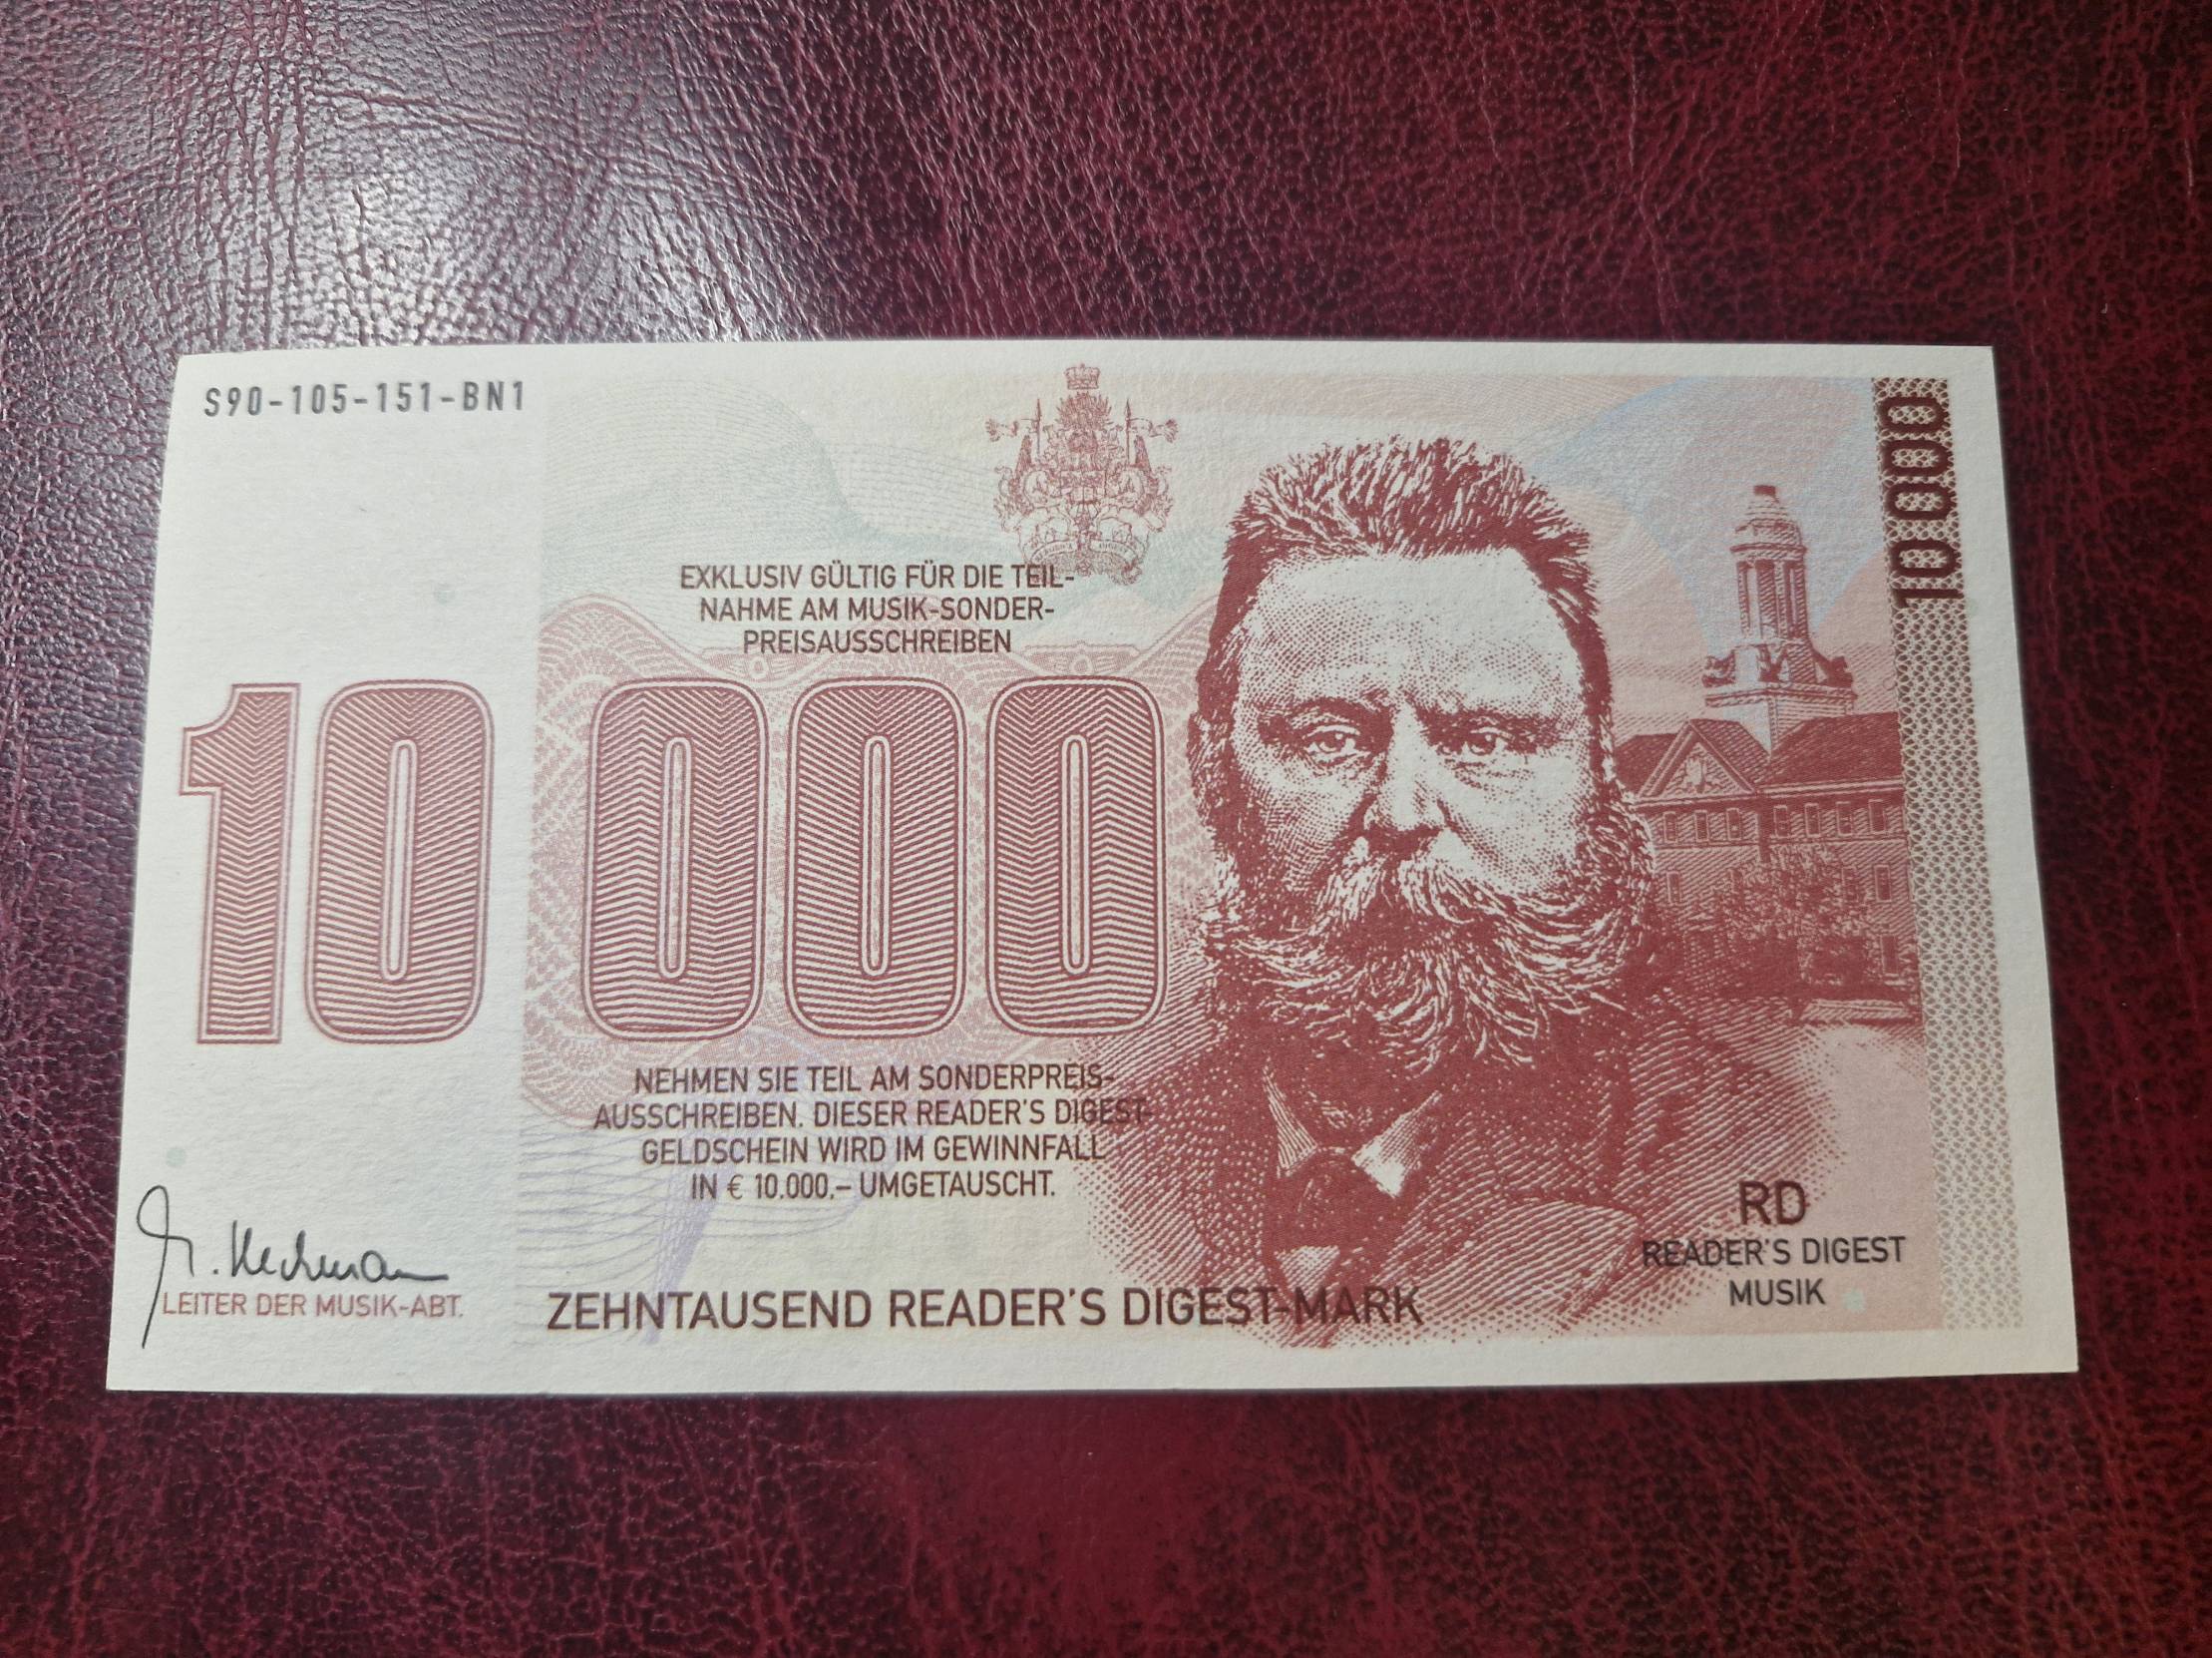 S90-105-151-BN1
10 000
EXKLUSIV GÜLTIG FÜR DIE TEIL-
NAHME AM MUSIK-SONDER-
PREISAUSSCHREIBEN
10 000
NEHMEN SIE TEIL AM SONDERPREIS-
AUSSCHREIBEN. DIESER READER'S DIGEST-
GELDSCHEIN WIRD IM GEWINNFALL
IN € 10.000,– UMGETAUSCHT.
LEITER DER MUSIK-ABT.
ZEHNTAUSEND READER'S DIGEST-MARK
RD
READER'S DIGEST
MUSIK